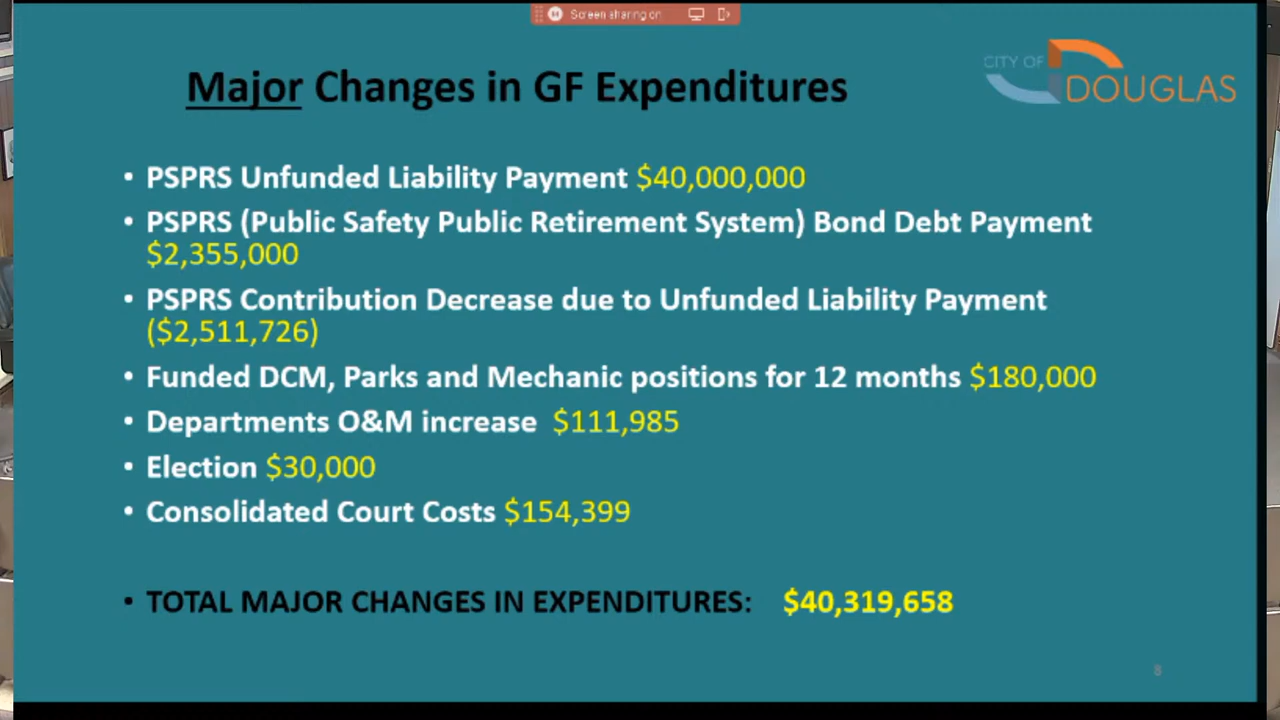 Screen sharing on
Major Changes in GF Expenditures
CITY OF
DOUGLAS
• PSPRS Unfunded Liability Payment $40,000,000
• PSPRS (Public Safety Public Retirement System) Bond Debt Payment
$2,355,000
• PSPRS Contribution Decrease due to Unfunded Liability Payment
($2,511,726)
• Funded DCM, Parks and Mechanic positions for 12 months $180,000
• Departments O&M increase $111,985
• Election $30,000
• Consolidated Court Costs $154,399
• TOTAL MAJOR CHANGES IN EXPENDITURES: $40,319,658
8